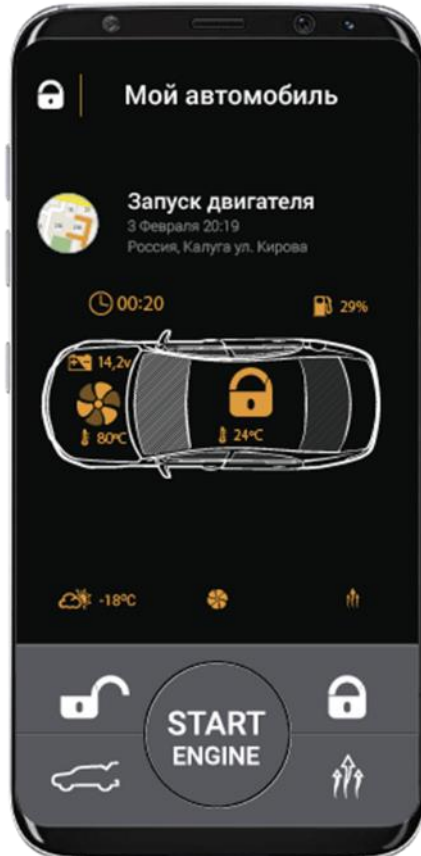 Мой автомобиль
Запуск двигателя
3 Февраля 20:19
Россия, Калуга ул. Кирова
00:20
29%
14,2v
80ºC
24ºC
-18ºC
START
ENGINE